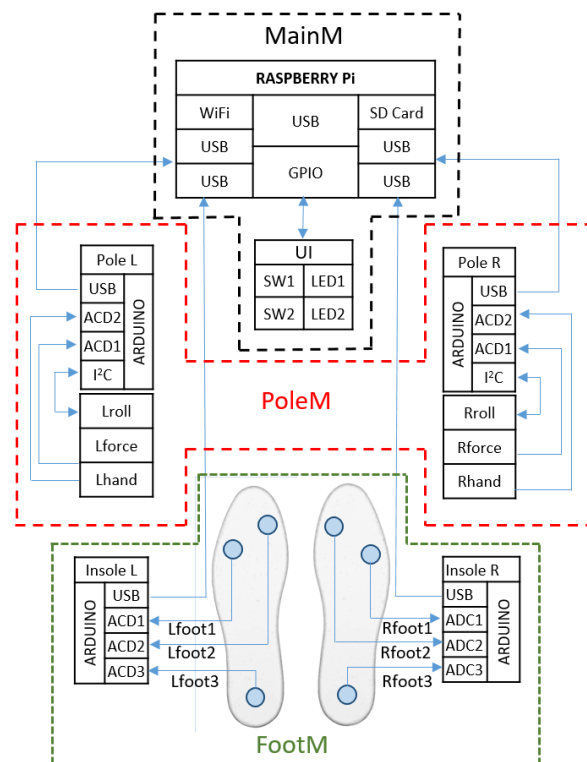 MainM
RASPBERRY Pi
WiFi
USB
SD Card
USB
USB
USB
GPIO
USB
UI
SW1 LED1
SW2 LED2
Pole L
USB
ACD2
ACD1
I²C
ARDUINO
Lroll
Lforce
Lhand
Pole R
ARDUINO
USB
ACD2
ACD1
I²C
Rroll
Rforce
Rhand
PoleM
Insole L
ARDUINO
USB
ACD1
ACD2
ACD3
Lfoot1
Lfoot2
Lfoot3
Rfoot1
Rfoot2
Rfoot3
Insole R
USB
ADC1
ADC2
ADC3
ARDUINO
FootM